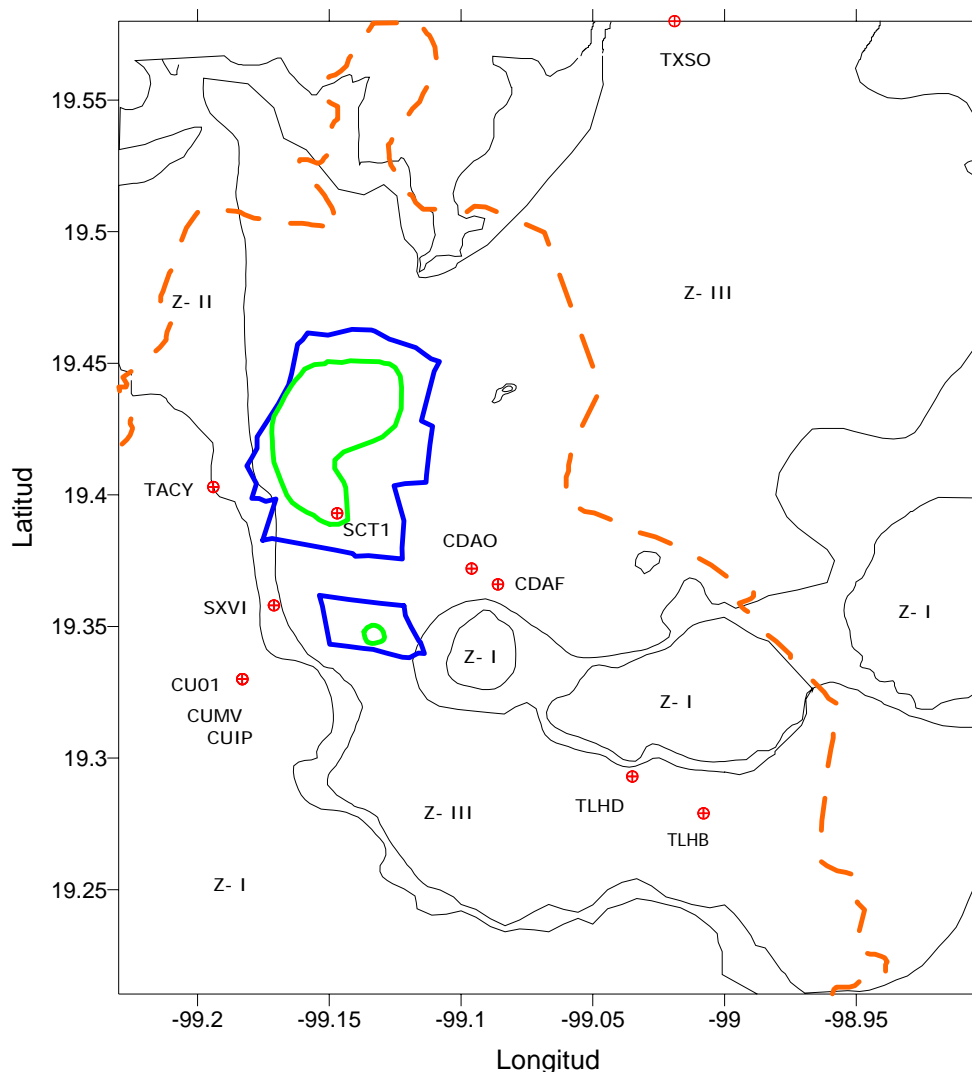 TXSO
19.55
19.5
Z- II
Z- III
19.45
19.4
TACY
SCT1
CDAO
CDAF
SXVI
19.35
Z- I
Z- I
CU01
Z- I
CUMV
CUIP
19.3
TLHD
Z- III
TLHB
Z- I
19.25
Latitud
-99.2
-99.15
-99.1
-99.05
-99
-98.95
Longitud